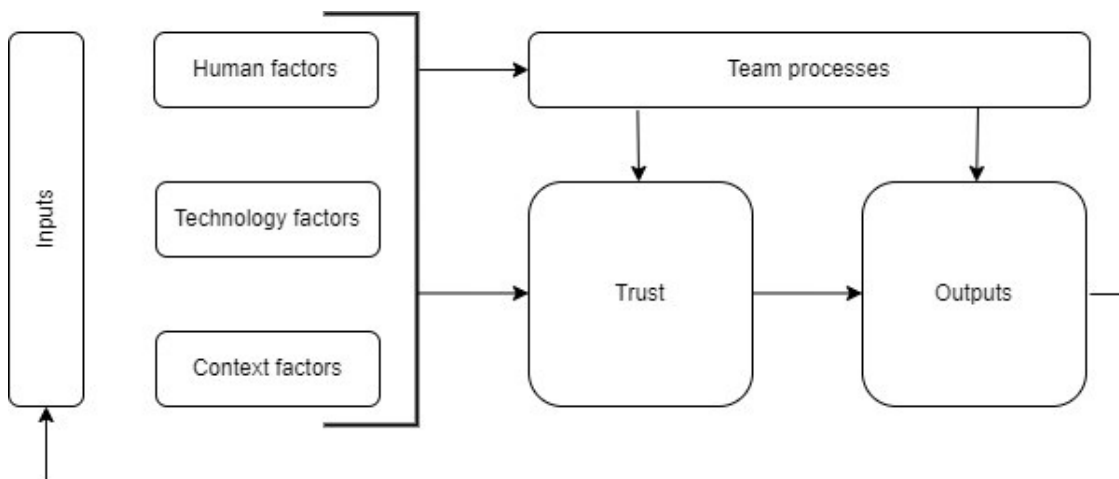 Inputs
Human factors
Technology factors
Context factors
Team processes
Trust
Outputs